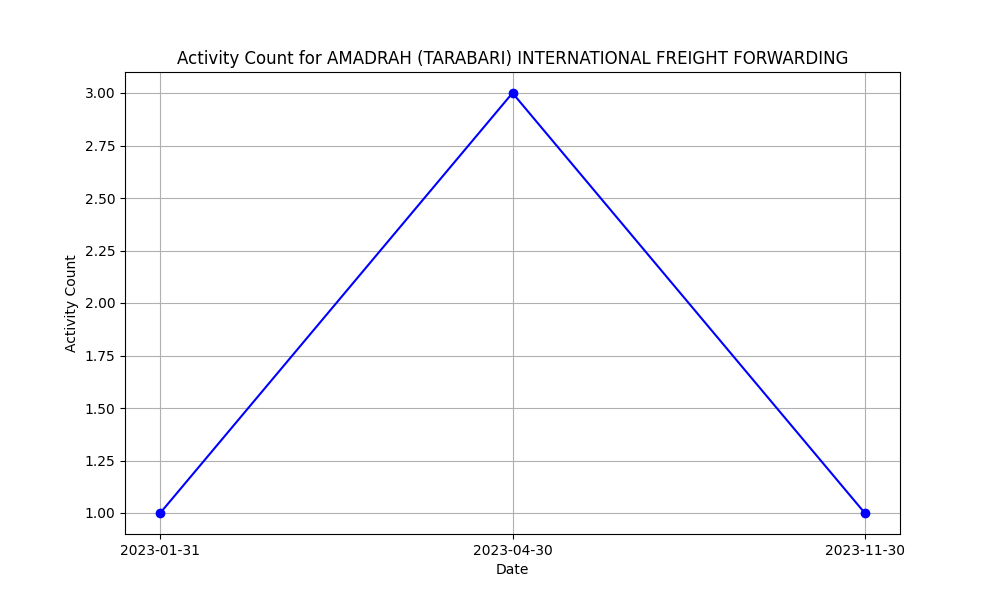 Activity Count for AMADRAH (TARABARI) INTERNATIONAL FREIGHT FORWARDING
3.00
2.75
2.50
2.25
2.00
1.75
1.50
1.25
1.00
Activity Count
2023-01-31 2023-04-30 2023-11-30
Date